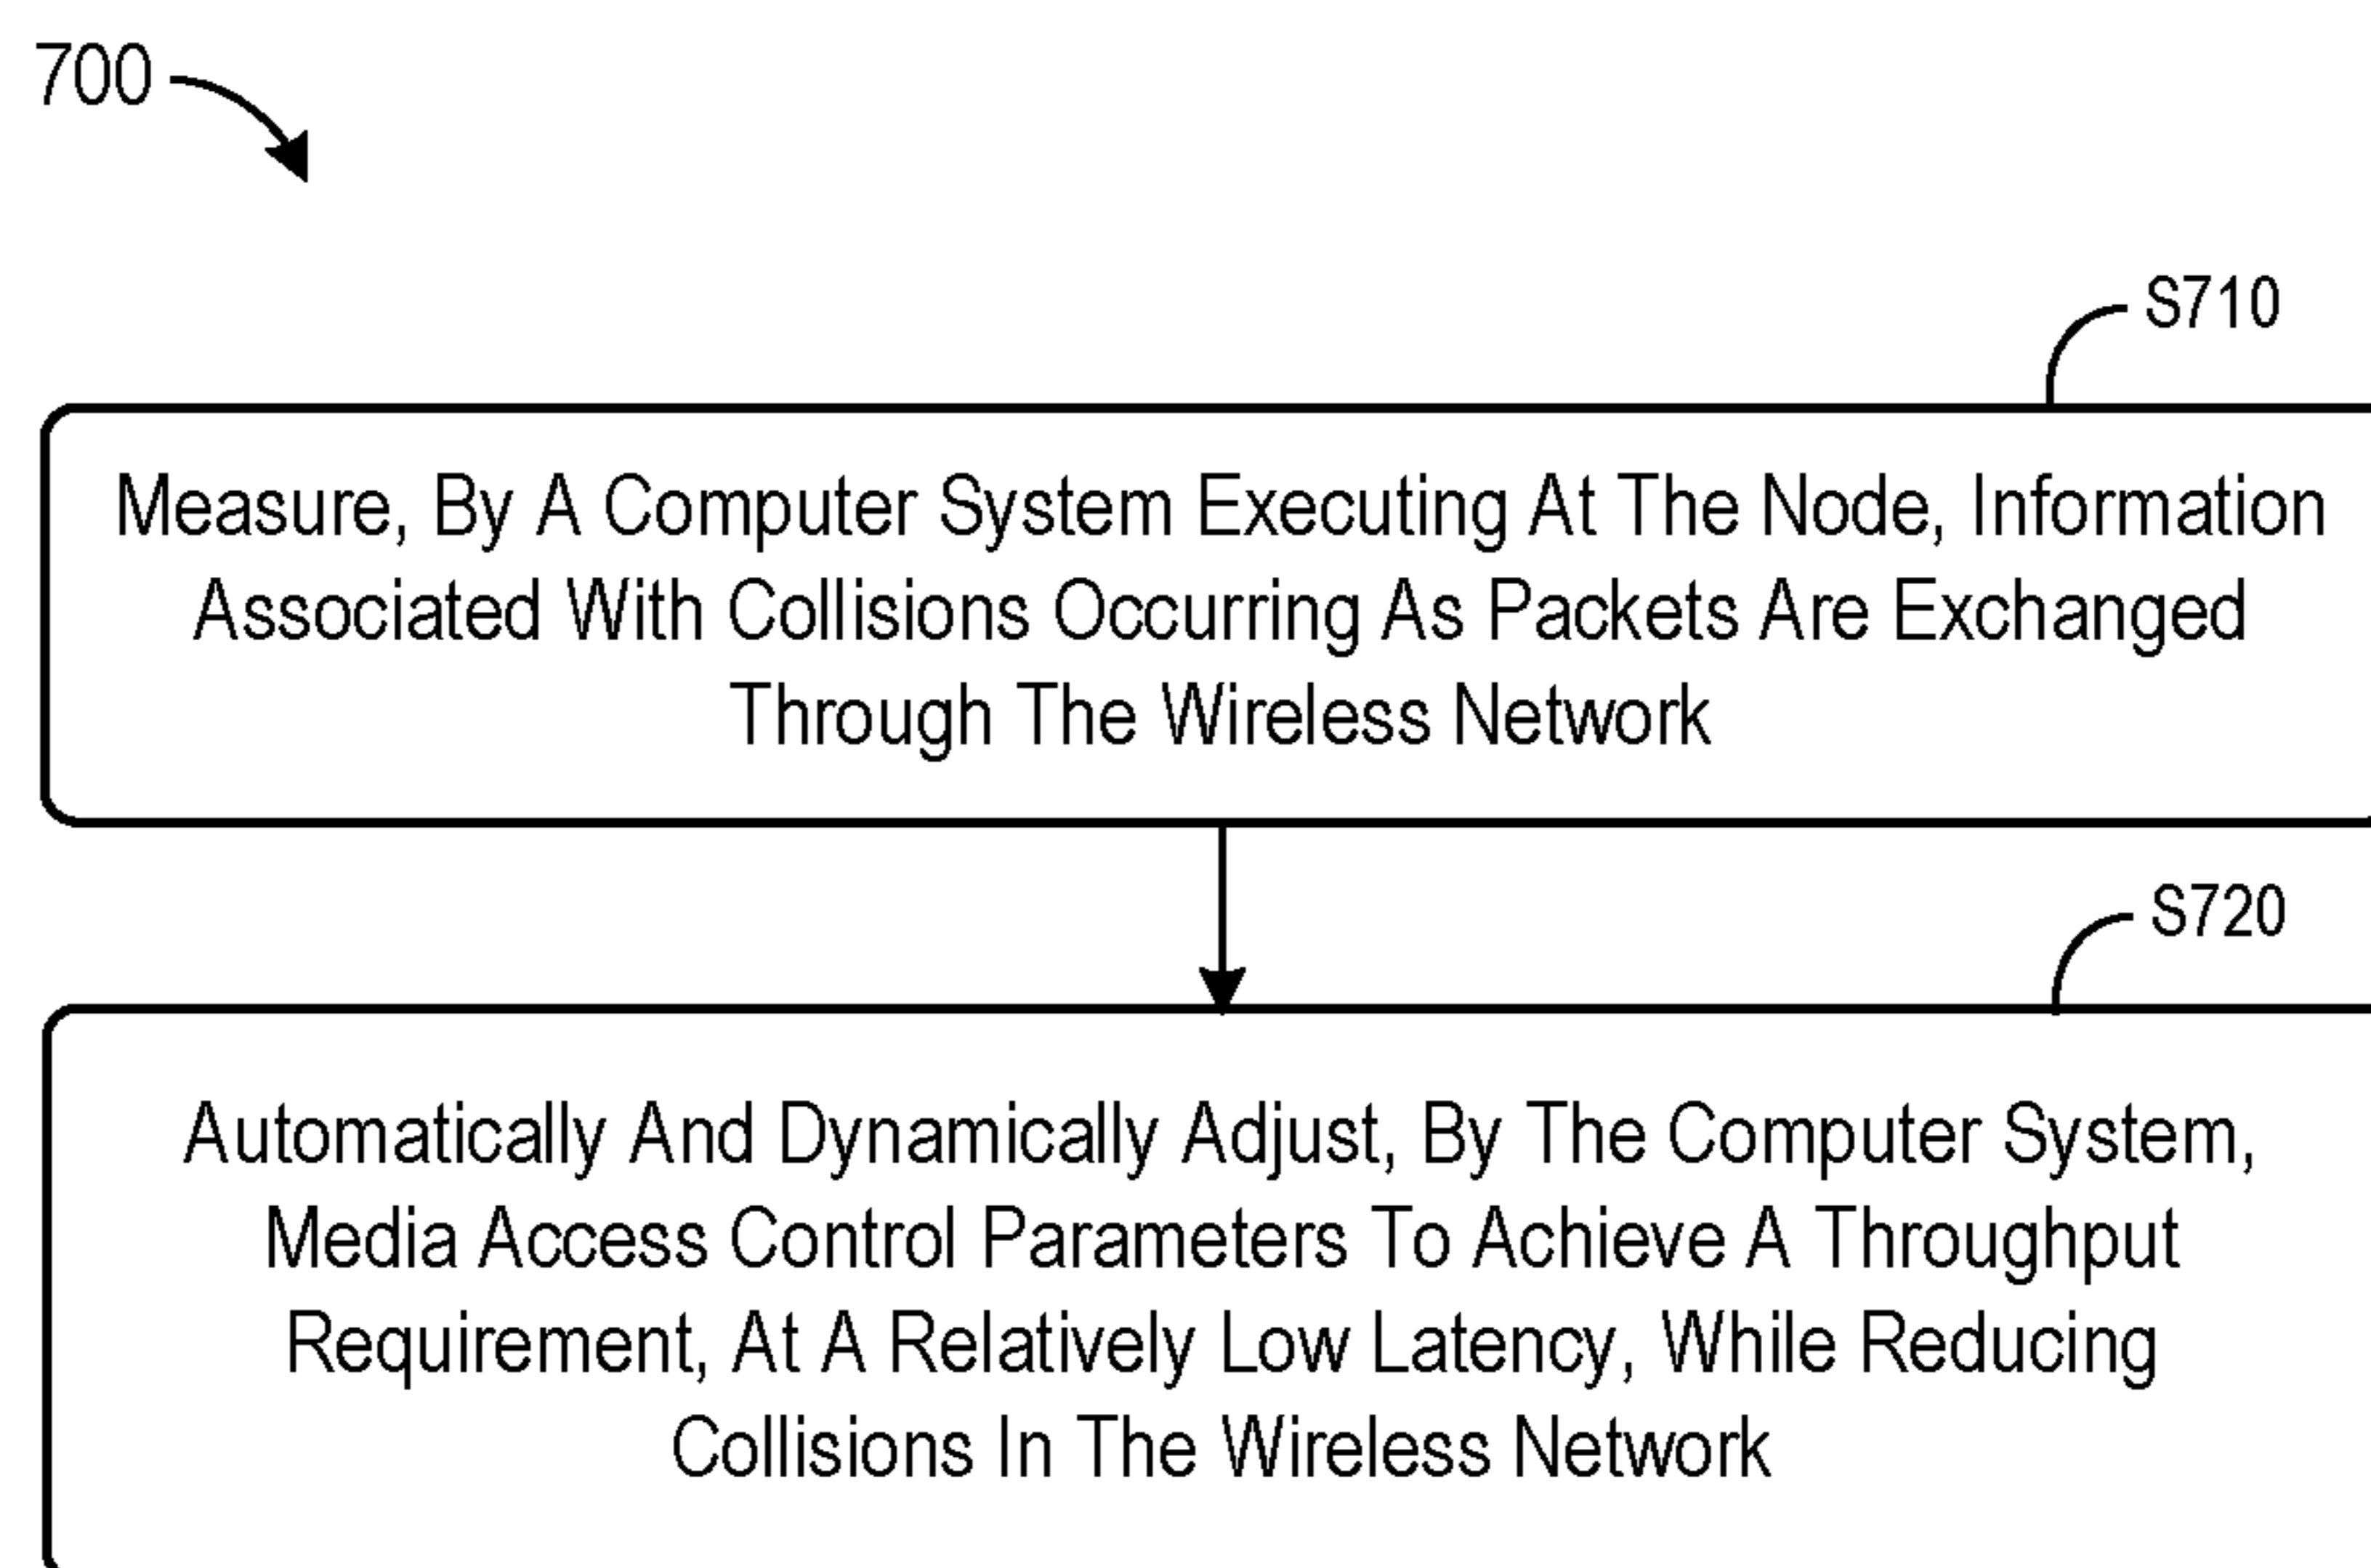 700
S710
Measure, By A Computer System Executing At The Node, Information
Associated With Collisions Occurring As Packets Are Exchanged
Through The Wireless Network
S720
Automatically And Dynamically Adjust, By The Computer System,
Media Access Control Parameters To Achieve A Throughput
Requirement, At A Relatively Low Latency, While Reducing
Collisions In The Wireless Network